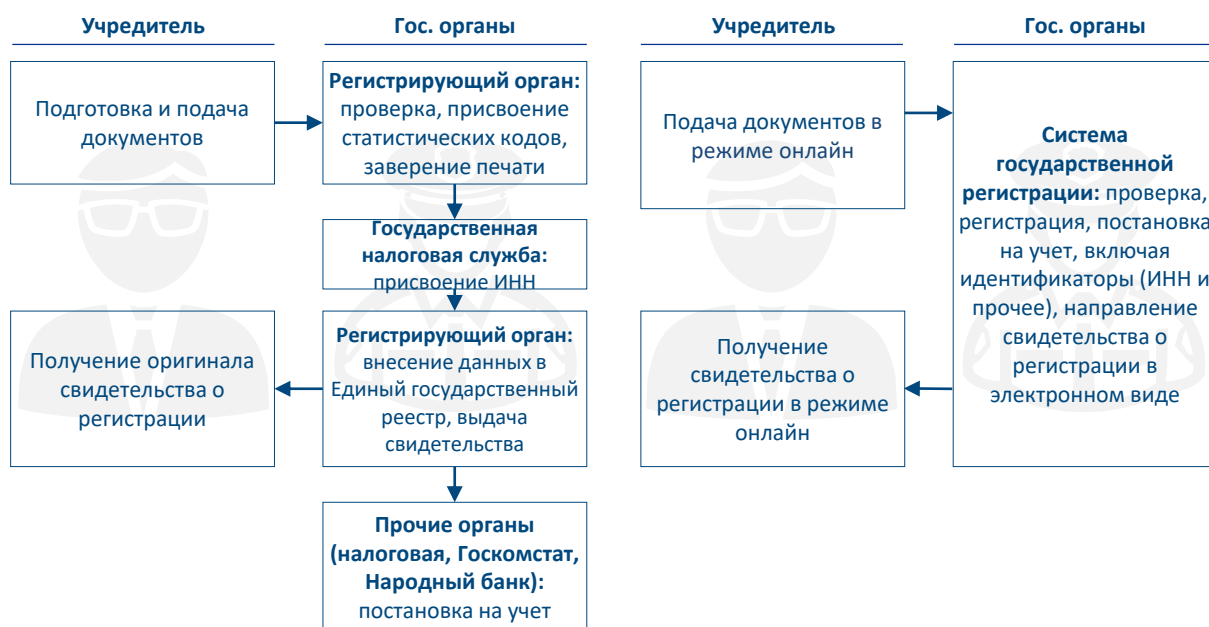 Учредитель
Гос. органы
Подготовка и подача
документов
Регистрирующий орган:
проверка, присвоение
статистических кодов,
заверение печати
Государственная
налоговая служба:
присвоение ИНН
Получение оригинала
свидетельства о
регистрации
Регистрирующий орган:
внесение данных в
Единый государственный
реестр, выдача
свидетельства
Прочие органы
(налоговая, Госкомстат,
Народный банк):
постановка на учет
Учредитель
Гос. органы
Подача документов в
режиме онлайн
Система
государственной
регистрации: проверка,
регистрация, постановка
на учет, включая
идентификаторы (ИНН и
прочее), направление
свидетельства о
регистрации в
электронном виде
Получение
свидетельства о
регистрации в режиме
онлайн